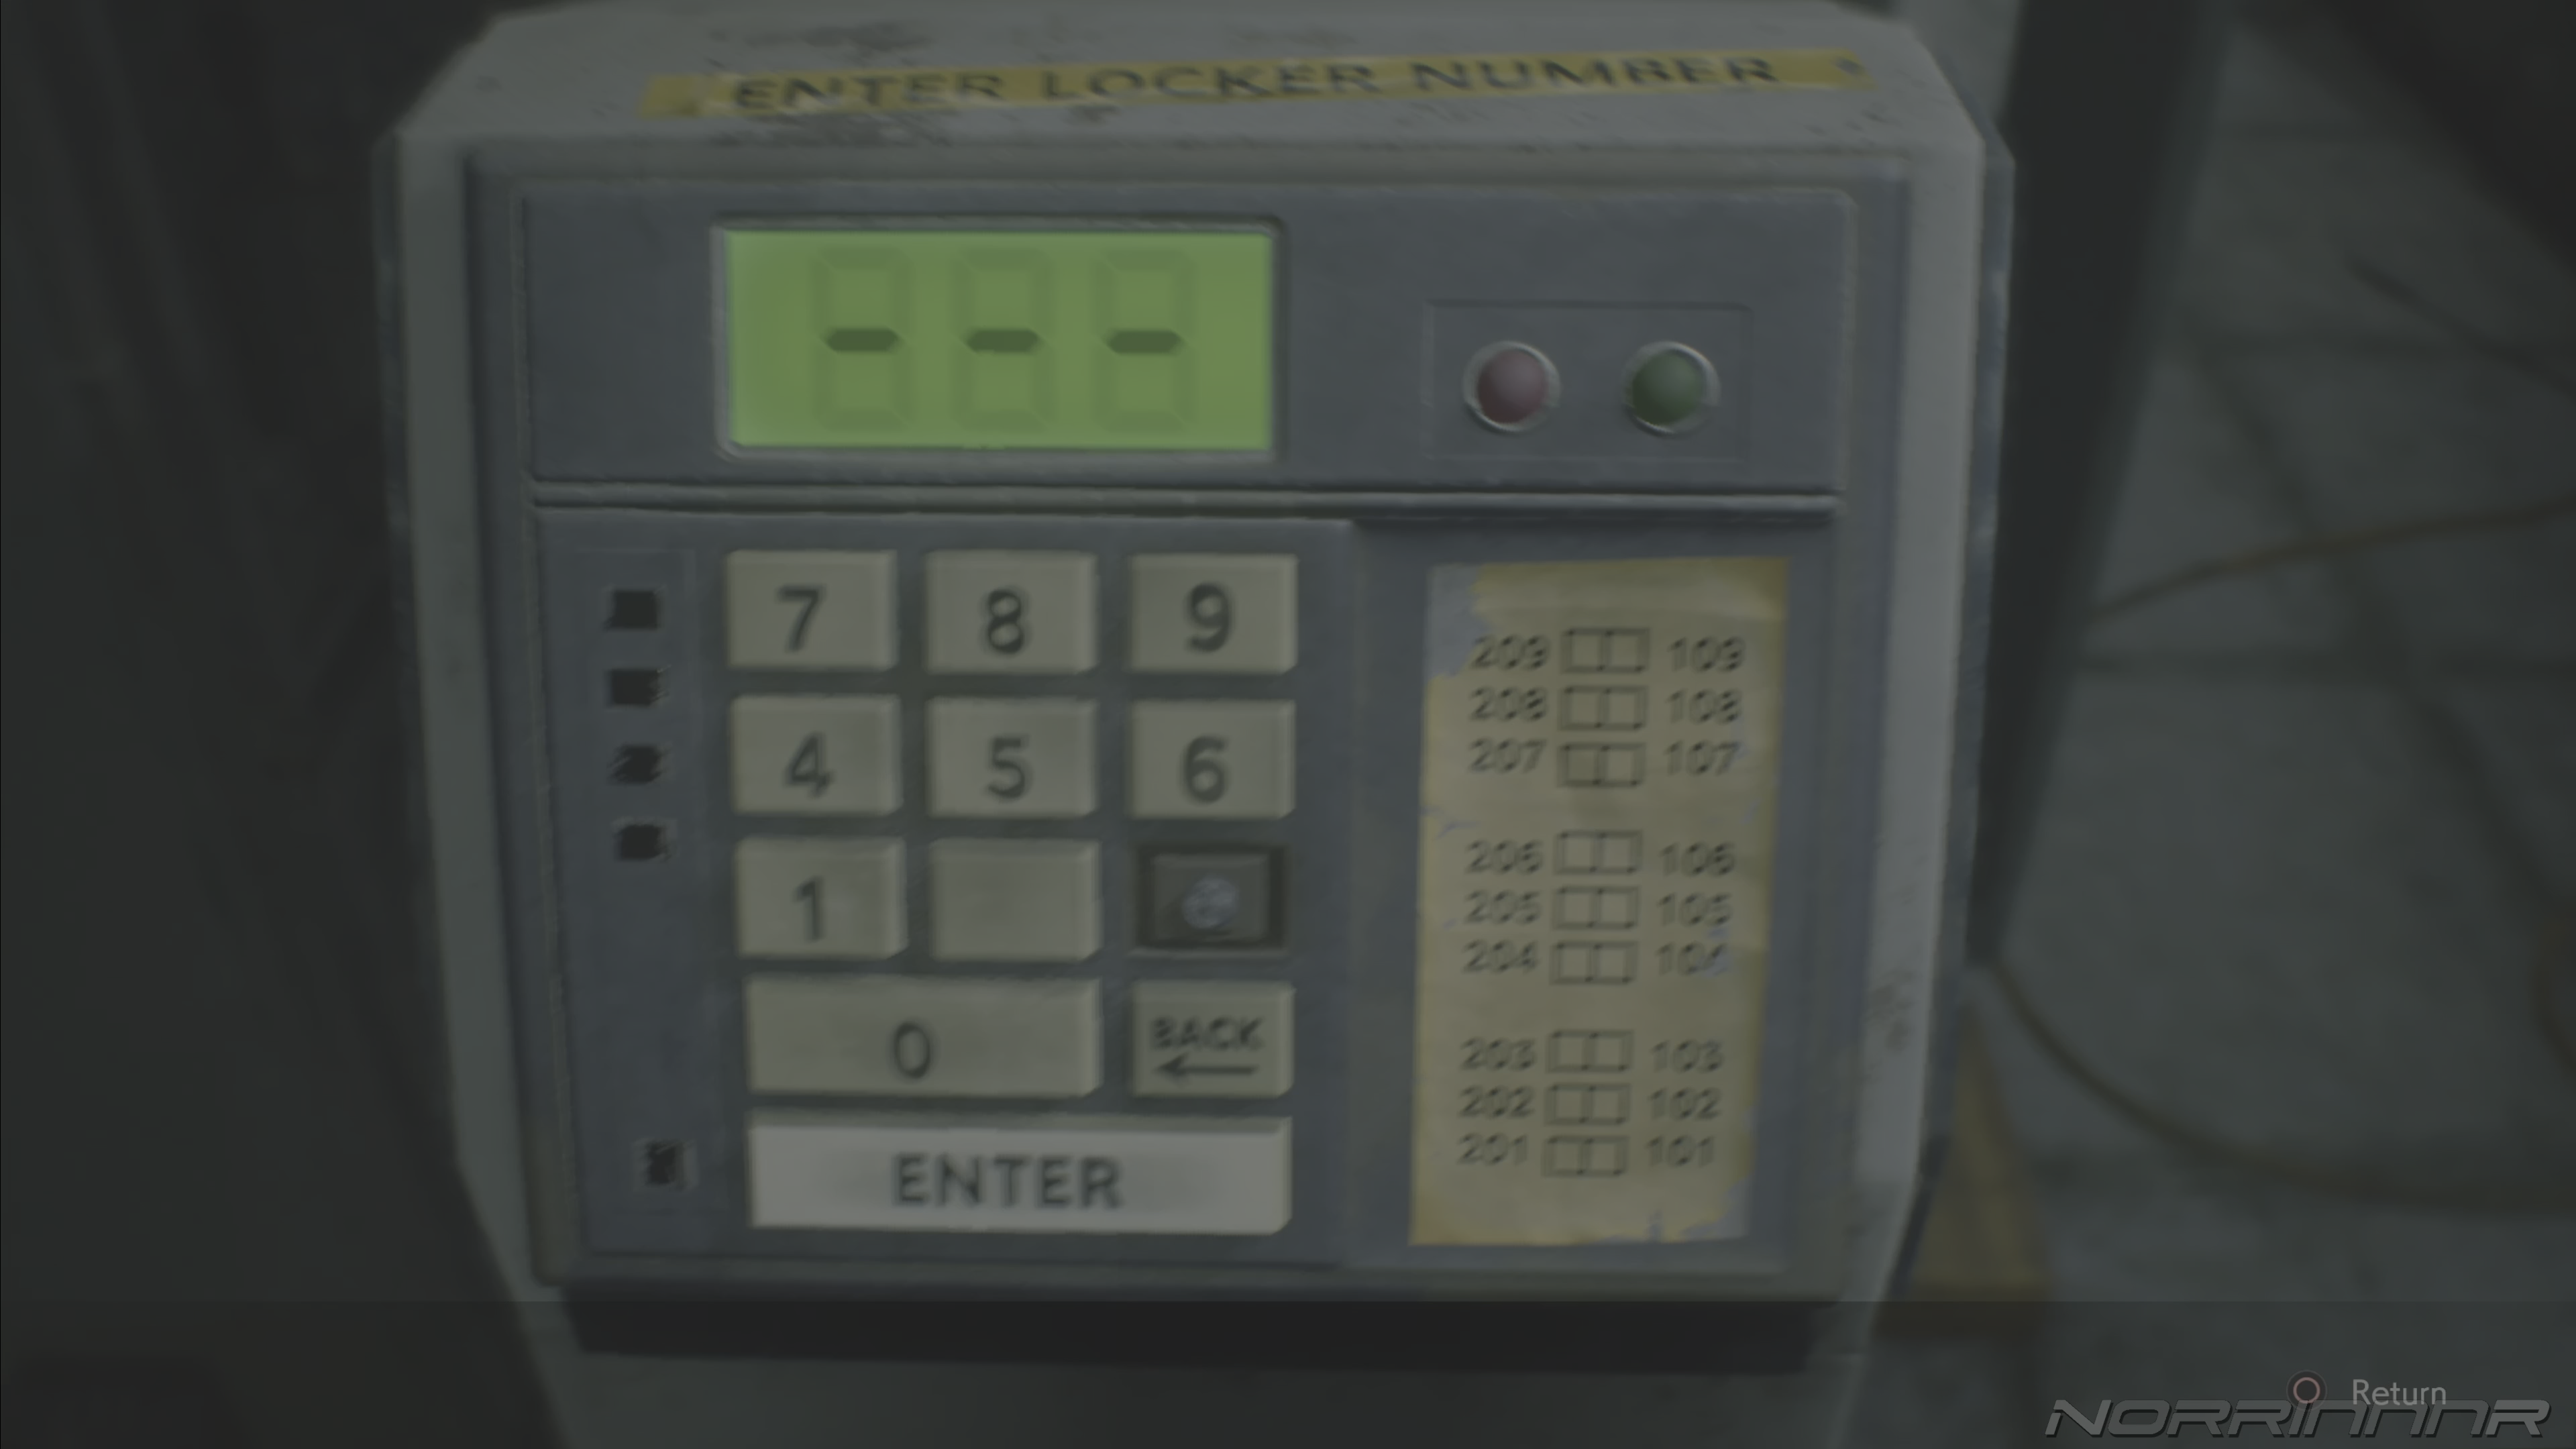 ENTER LOCKER NUMBER
- - -
7 8 9
4 5 6
1
0 BACK
ENTER
209 109
208 108
207 107
206 106
205 105
204 104
203 103
202 102
201 101
Return
NORRINNNR